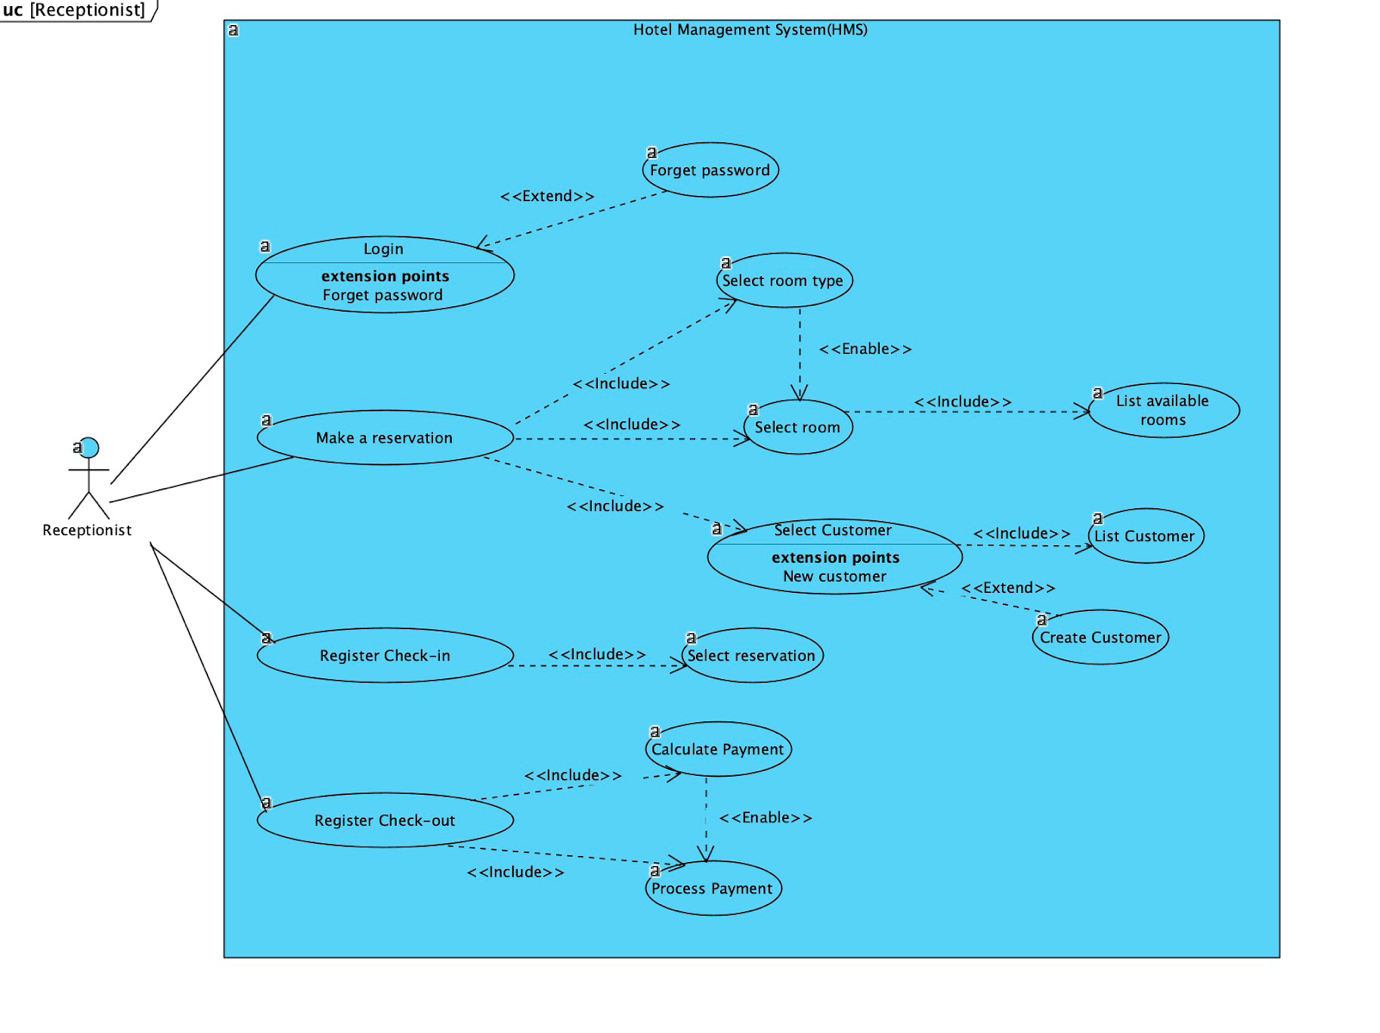 uc [Receptionist]
a
Hotel Management System(HMS)
a
Forget password
<<Extend>>
a
Login
extension points
Forget password
a
Select room type
<<Enable>>
<<Include>>
a
Make a reservation
<<Include>>
a
Select room
<<Include>>
a
List available
rooms
a
Receptionist
<<Include>>
a
Select Customer
extension points
New customer
<<Include>>
a
List Customer
<<Extend>>
a
Create Customer
a
Register Check-in
<<Include>>
a
Select reservation
a
Calculate Payment
<<Include>>
a
Register Check-out
<<Enable>>
<<Include>>
a
Process Payment